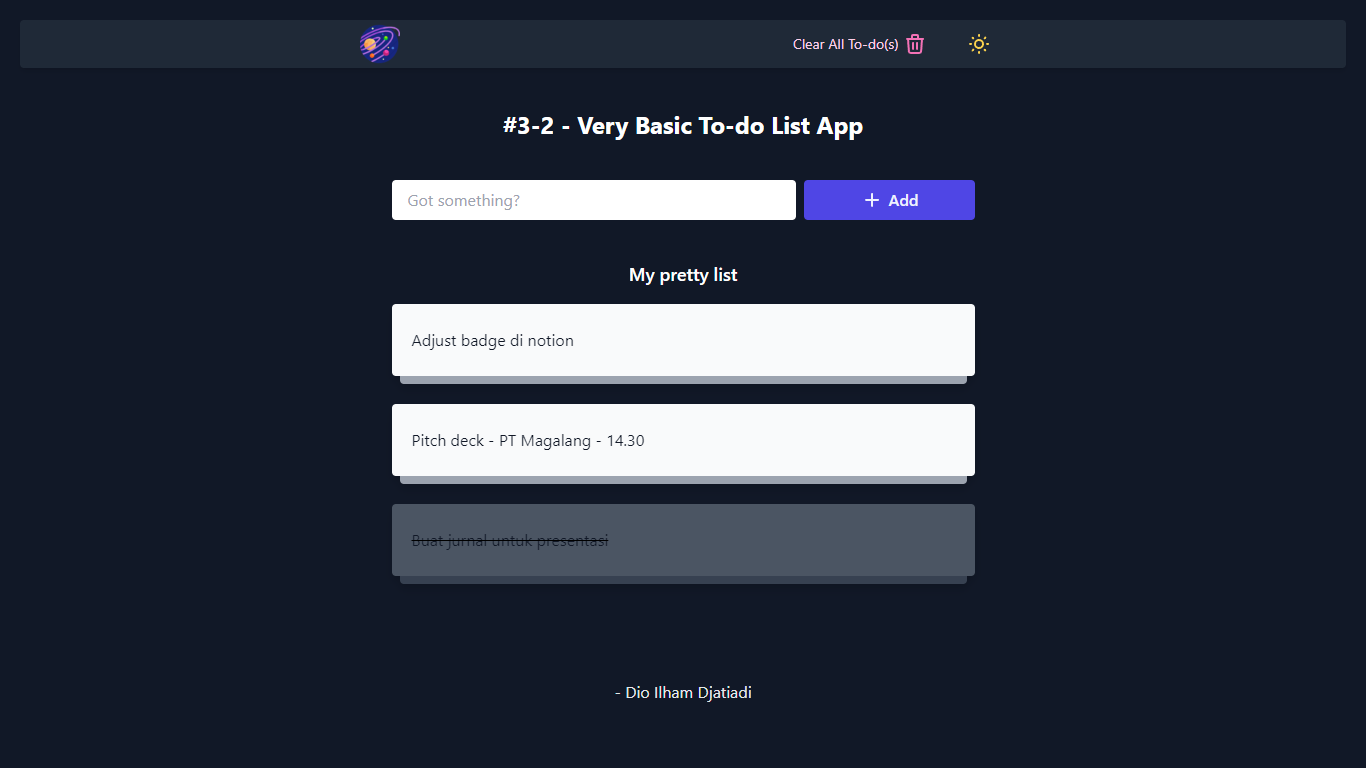 Clear All To-do(s)
#3-2 - Very Basic To-do List App
Got something?
Add
My pretty list
Adjust badge di notion
Pitch deck - PT Magalang - 14.30
Buat jurnal untuk presentasi
- Dio Ilham Djatiadi